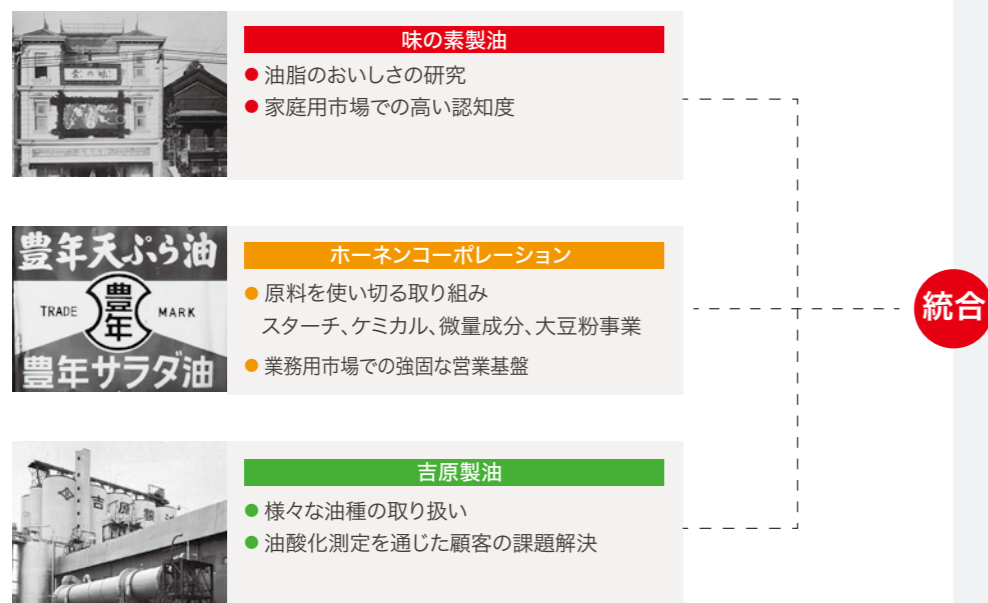 味の素製油
● 油脂のおいしさの研究
● 家庭用市場での高い認知度
豊年天ぷら油
TRADE 豊年 MARK
豊年サラダ油
ホーネンコーポレーション
● 原料を使い切る取り組み
スターチ、ケミカル、微量成分、大豆粉事業
● 業務用市場での強固な営業基盤
統合
吉原製油
吉原製油
● 様々な油種の取り扱い
● 油酸化測定を通じた顧客の課題解決